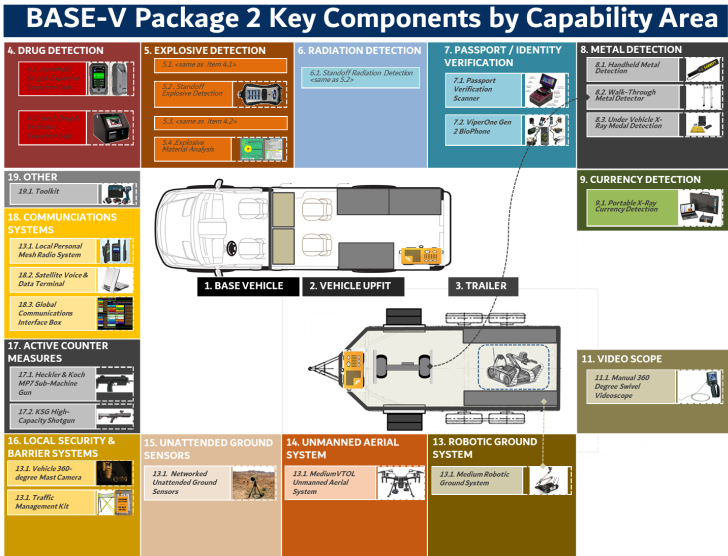 BASE-V Package 2 Key Components by Capability Area
4. DRUG DETECTION
5. EXPLOSIVE DETECTION
5.1. <same as Item 4.1>
5.2. Standoff
Explosive Detection
5.3. <same as Item 4.2>
5.4. Explosive
Material Analysis
6. RADIATION DETECTION
6.1. Standoff Radiation Detection
<same as 5.2>
7. PASSPORT / IDENTITY
VERIFICATION
7.1. Passport
Verification
Scanner
7.2. ViperOne Gen
2 BioPhone
8. METAL DETECTION
8.1. Handheld Metal
Detection
8.2. Walk-Through
Metal Detector
8.3. Under Vehicle X-
Ray Medal Detection
19. OTHER
19.1. Toolkit
18. COMMUNCIATIONS
SYSTEMS
13.1. Local Personal
Mesh Radio System
18.2. Satellite Voice &
Data Terminal
18.3. Global
Communications
Interface Box
9. CURRENCY DETECTION
9.1. Portable X-Ray
Currency Detection
1. BASE VEHICLE
2. VEHICLE UPFIT
3. TRAILER
17. ACTIVE COUNTER
MEASURES
17.1. Heckler & Koch
MP7 Sub-Machine
Gun
17.2. KSG High-
Capacity Shotgun
11. VIDEO SCOPE
11.1. Manual 360
Degree Swivel
Videoscope
16. LOCAL SECURITY &
BARRIER SYSTEMS
13.1. Vehicle 360-
degree Mast Camera
13.1. Traffic
Management Kit
15. UNATTENDED GROUND
SENSORS
13.1. Networked
Unattended Ground
Sensors
14. UNMANNED AERIAL
SYSTEM
13.1. MediumVTOL
Unmanned Aerial
System
13. ROBOTIC GROUND
SYSTEM
13.1. Medium Robotic
Ground System